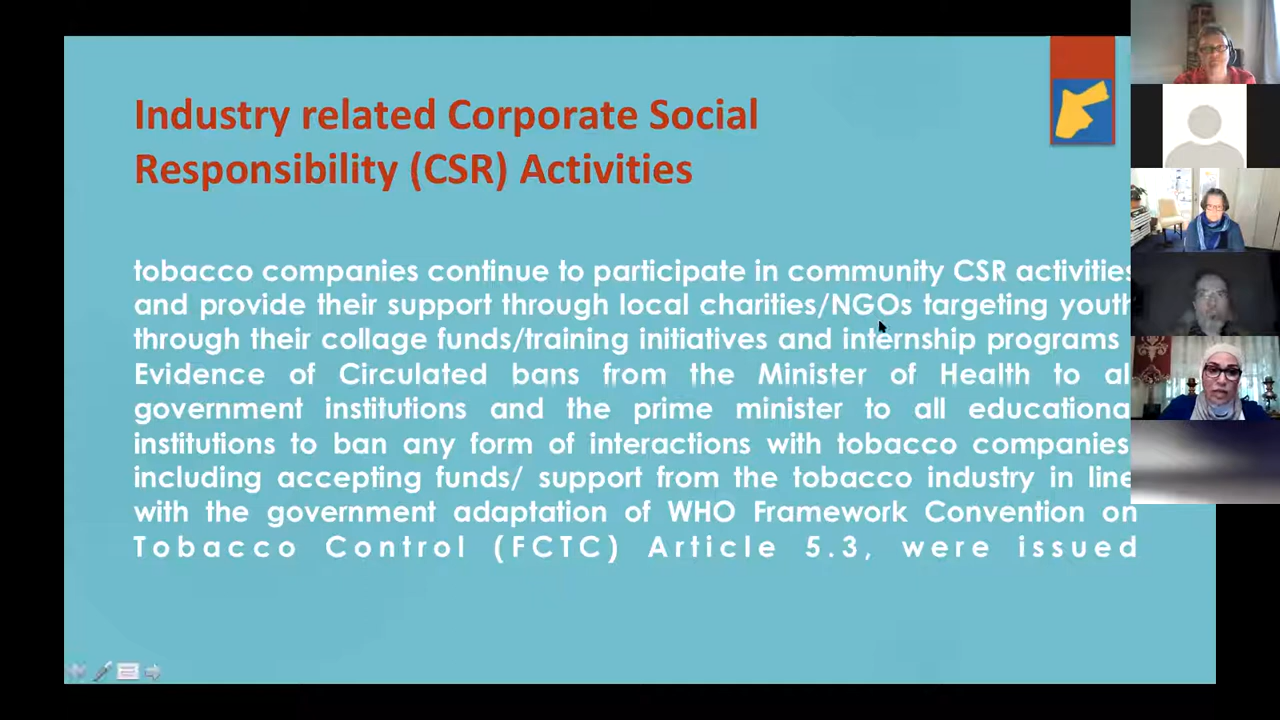 Industry related Corporate Social
Responsibility (CSR) Activities
tobacco companies continue to participate in community CSR activities
and provide their support through local charities/NGOs targeting youth
through their collage funds/training initiatives and internship programs
Evidence of Circulated bans from the Minister of Health to al
government institutions and the prime minister to all educationa
institutions to ban any form of interactions with tobacco companies
including accepting funds/ support from the tobacco industry in line
with the government adaptation of WHO Framework Convention on
Tobacco Control (FCTC) Article 5.3, were issued